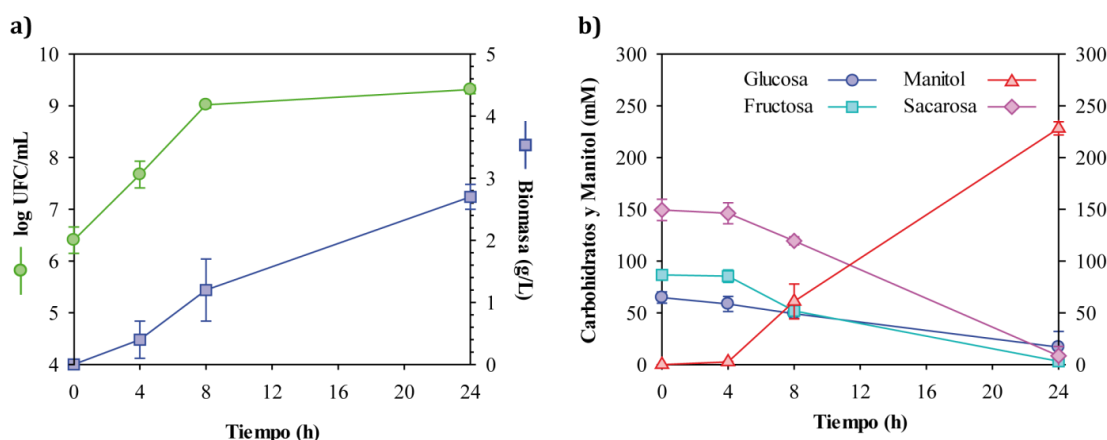 a)
10
9
8
7
6
5
4
log UFC/mL
5
4
3
2
1
0
Biomasa (g/L)
0 4 8 12 16 20 24
Tiempo (h)
b)
300
250
200
150
100
50
0
Carbohidratos y Manitol (mM)
Glucosa Manitol
Fructosa Sacarosa
300
250
200
150
100
50
0
0 4 8 12 16 20 24
Tiempo (h)